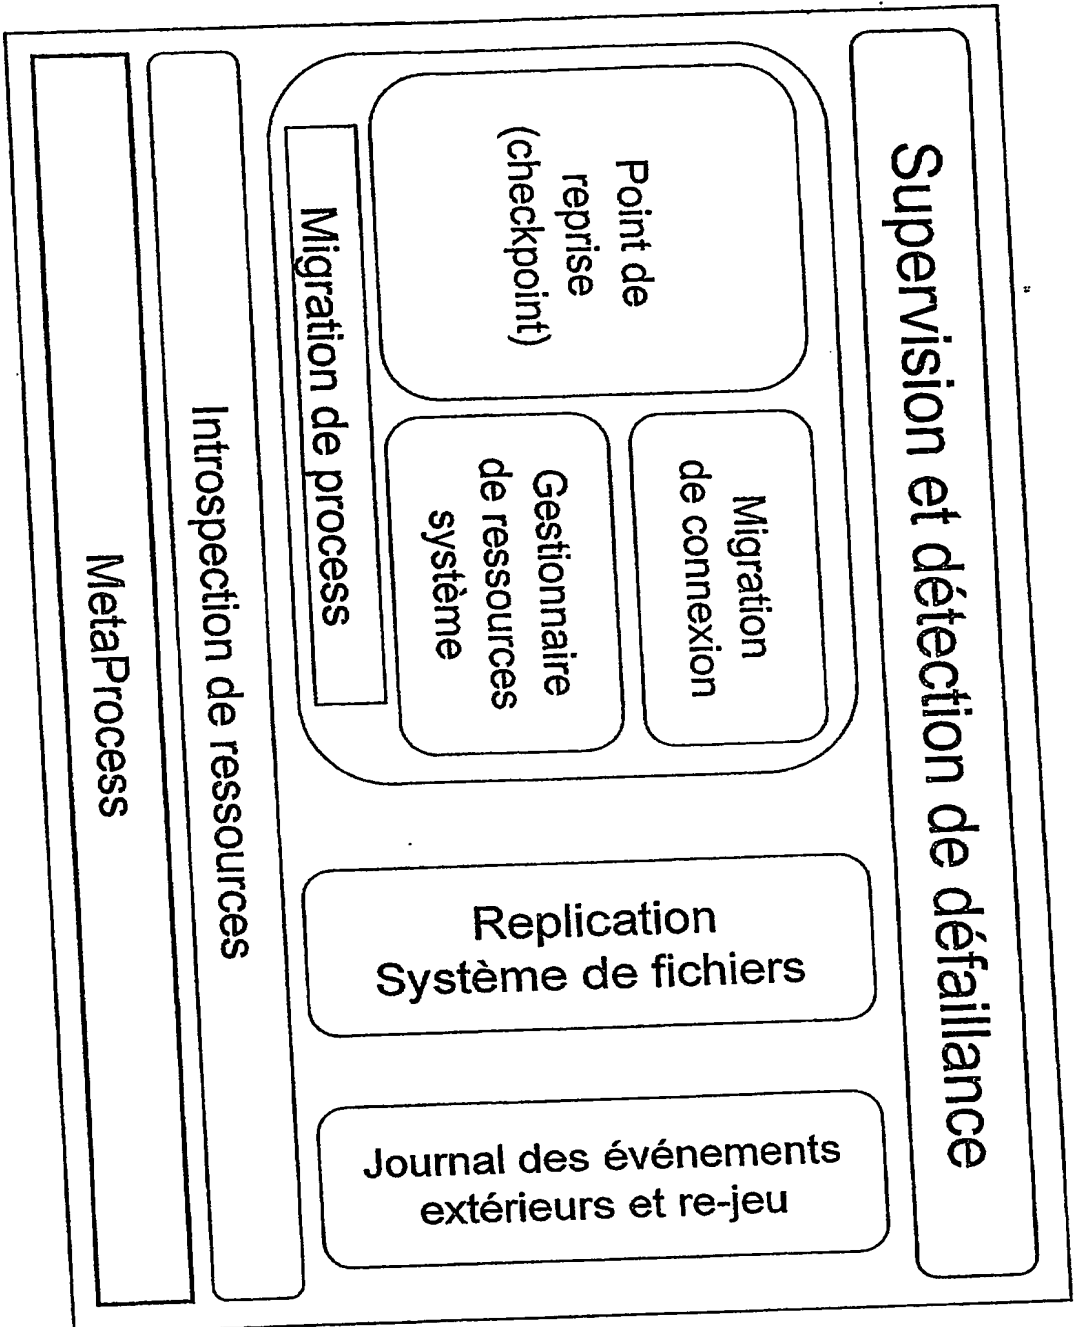 Supervision et détection de défaillance
Point de
reprise
(checkpoint)
Migration
de connexion
Gestionnaire
de ressources
système
Migration de process
Replication
Système de fichiers
Journal des événements
extérieurs et re-jeu
Introspection de ressources
MetaProcess